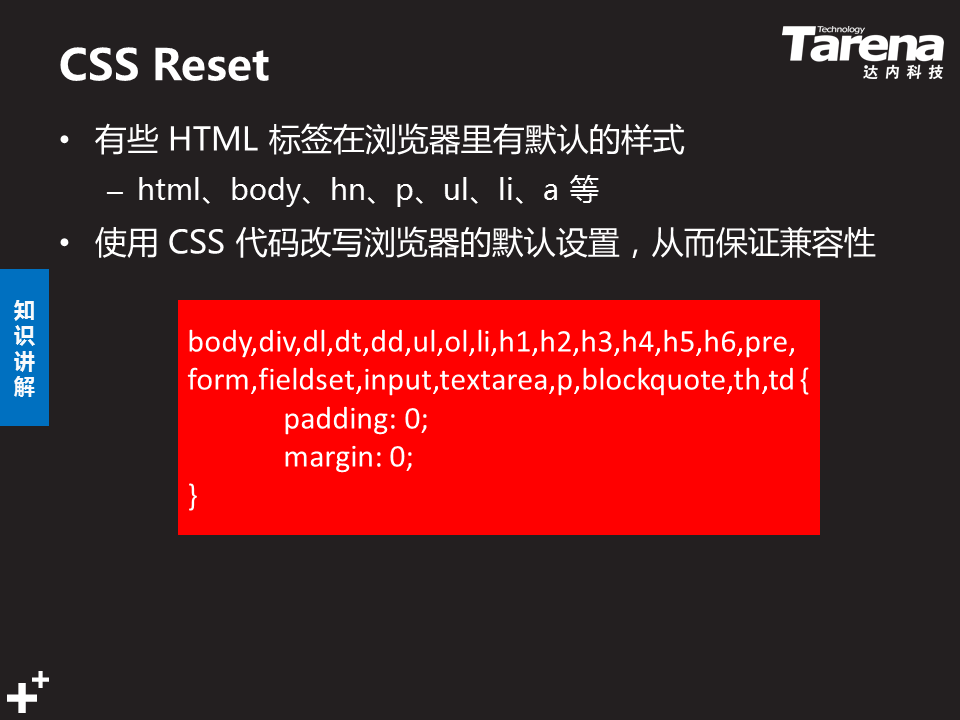 CSS Reset
Technology
Tarena
达内科技
• 有些 HTML 标签在浏览器里有默认的样式
– html、body、hn、p、ul、li、a 等
• 使用 CSS 代码改写浏览器的默认设置，从而保证兼容性
知
识
讲
解
body,div,dl,dt,dd,ul,ol,li,h1,h2,h3,h4,h5,h6,pre,
form,fieldset,input,textarea,p,blockquote,th,td{
padding: 0;
margin: 0;
}